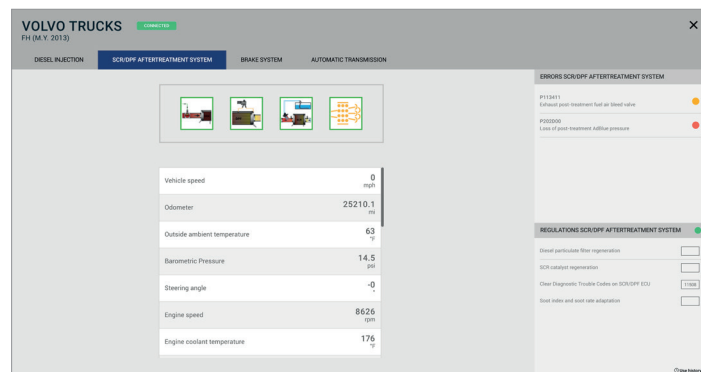 VOLVO TRUCKS CONNECTED
FH (M.Y. 2013)
DIESEL INJECTION SCR/DPF AFTERTREATMENT SYSTEM BRAKE SYSTEM AUTOMATIC TRANSMISSION
Vehicle speed 0
mph
Odometer 25210.1
mi
Outside ambient temperature 63
°F
Barometric Pressure 14.5
psi
Steering angle -0
°
Engine speed 8626
rpm
Engine coolant temperature 176
°F
ERRORS SCR/DPF AFTERTREATMENT SYSTEM
P113411
Exhaust post-treatment fuel air bleed valve
P202D00
Loss of post-treatment AdBlue pressure
REGULATIONS SCR/DPF AFTERTREATMENT SYSTEM
Diesel particulate filter regeneration
SCR-catalyst regeneration
Clear Diagnostic Trouble Codes on SCR/DPF ECU
Soot index and soot rate adaptation
Use history